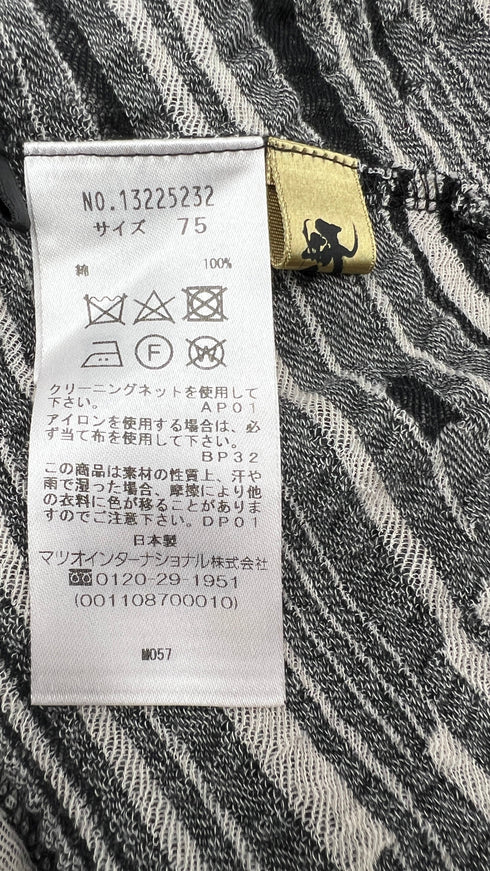 NO.13225232
サイズ 75
綿 100%
F
W
クリーニングネットを使用して
下さい。 AP01
アイロンを使用する場合は、必
ず当て布を使用して下さい。
BP32
この商品は素材の性質上、汗や
雨で湿った場合、摩擦により他
の衣料に色が移ることがありま
すのでご注意下さい。DP01
日本製
マツオインターナショナル株式会社
0120-29-1951
(001108700010)
M057